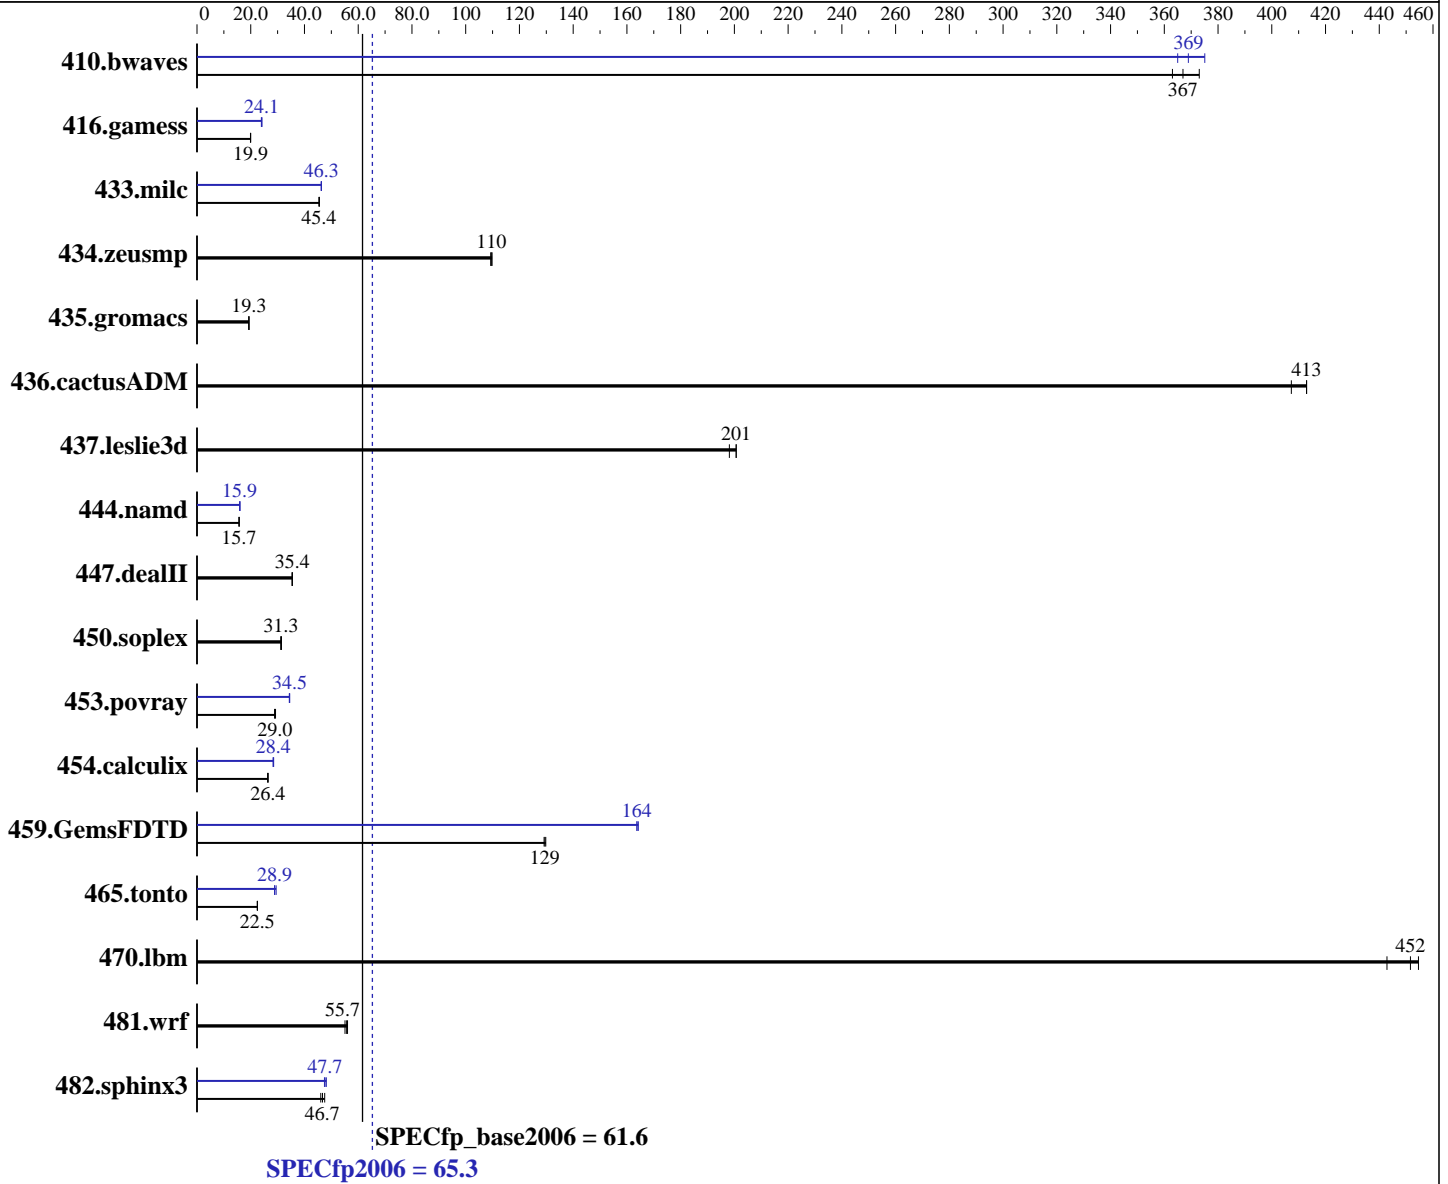 0 20.0 40.0 60.0 80.0 100 120 140 160 180 200 220 240 260 280 300 320 340 360 380 400 420 440 460
369
410.bwaves
367
24.1
416.gamess
19.9
46.3
433.milc
45.4
110
434.zeusmp
19.3
435.gromacs
413
436.cactusADM
201
437.leslie3d
15.9
444.namd
15.7
35.4
447.dealII
31.3
450.soplex
34.5
453.povray
29.0
28.4
454.calculix
26.4
164
459.GemsFDTD
129
28.9
465.tonto
22.5
452
470.lbm
55.7
481.wrf
47.7
482.sphinx3
46.7
SPECfp_base2006 = 61.6
SPECfp2006 = 65.3